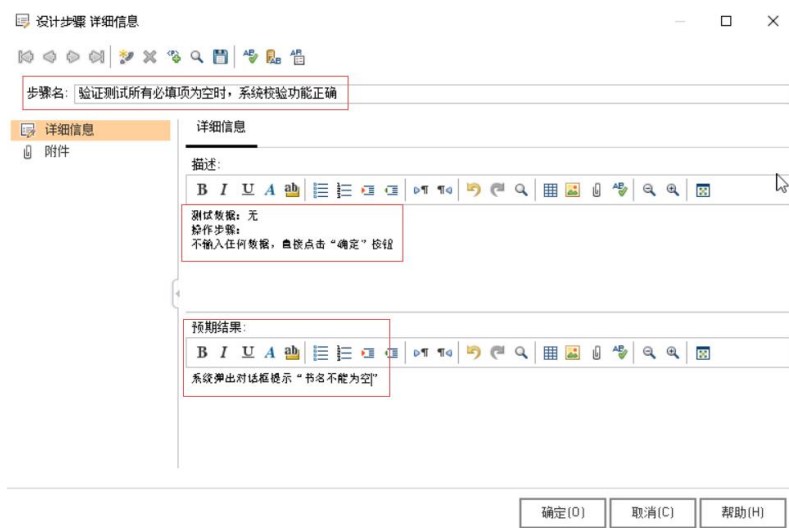 设计步骤 详细信息
步骤名: 验证测试所有必填项为空时，系统校验功能正确
详细信息
附件
详细信息
描述:
B I U A ab
测试数据：无
操作步骤：
不输入任何数据，直接点击“确定”按钮
预期结果:
B I U A ab
系统弹出对话框提示“书名不能为空”
确定(O) 取消(C) 帮助(H)